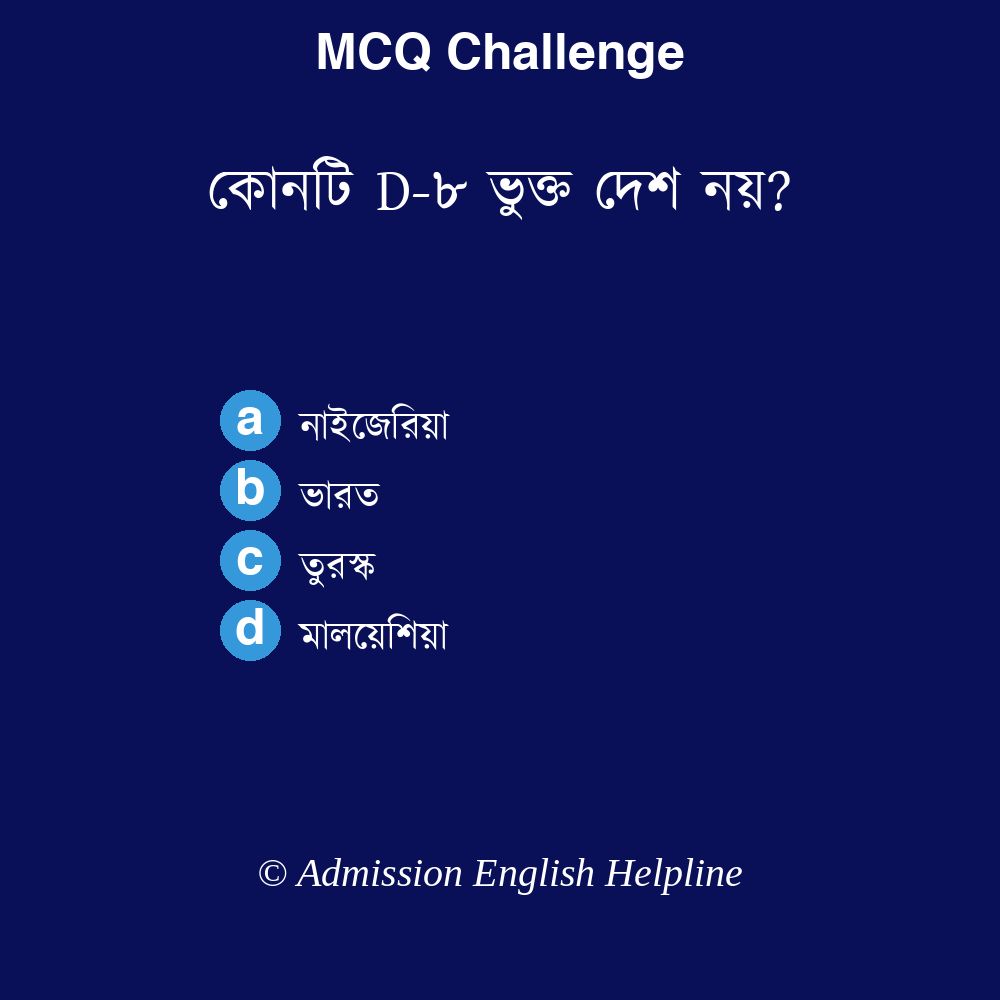 MCQ Challenge
কোনটি D-৮ ভুক্ত দেশ নয়?
a নাইজেরিয়া
b ভারত
c তুরস্ক
d মালয়েশিয়া
© Admission English Helpline